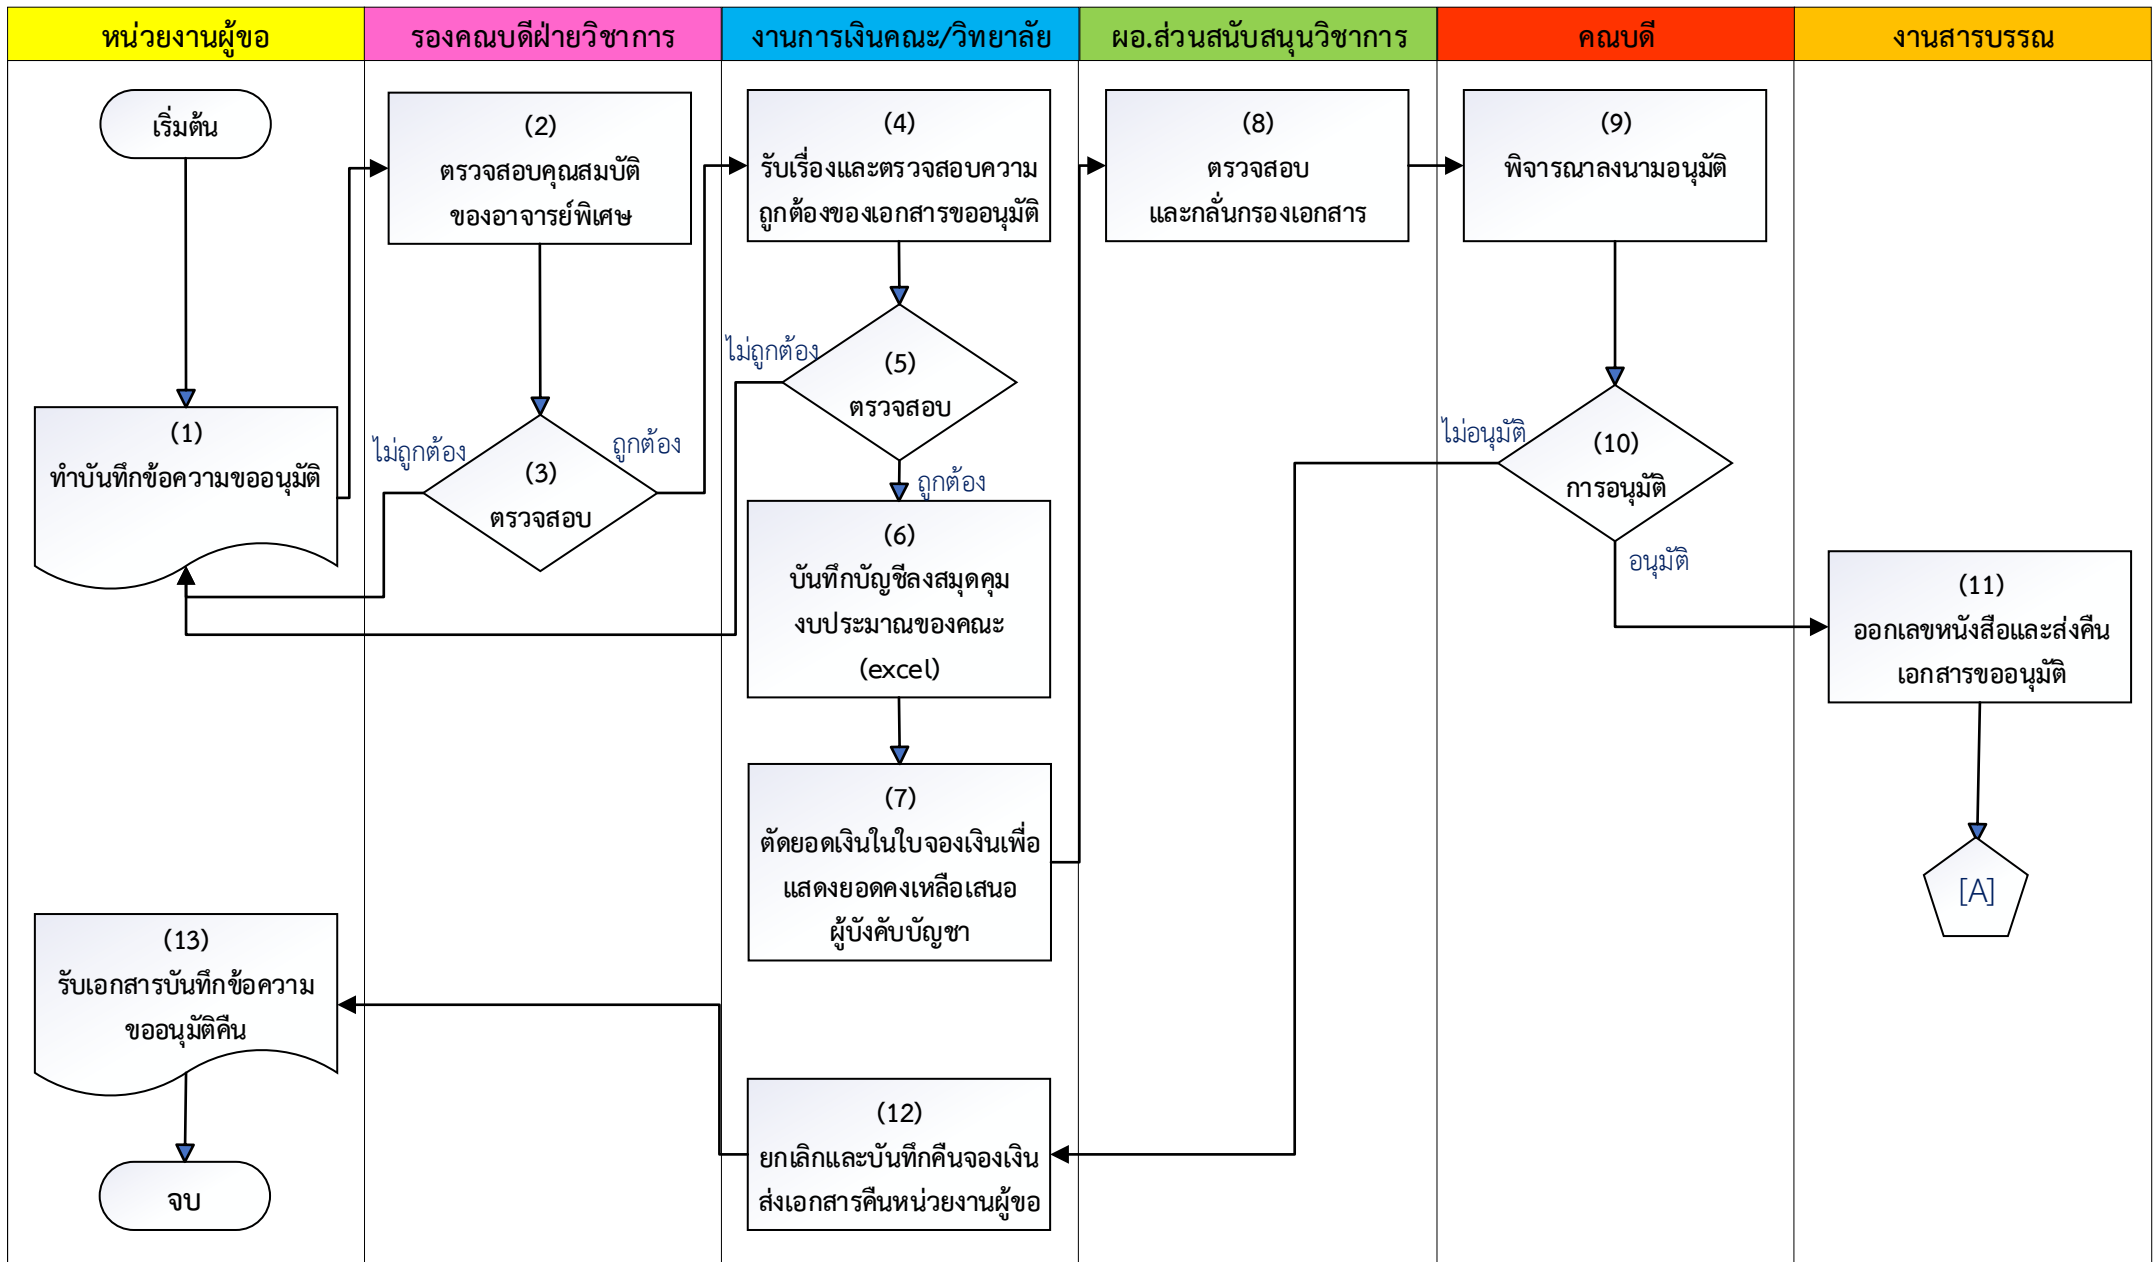 หน่วยงานผู้ขอ
รองคณบดีฝ่ายวิชาการ
งานการเงินคณะ/วิทยาลัย
ผอ.ส่วนสนับสนุนวิชาการ
คณบดี
งานสารบรรณ
เริ่มต้น
(1)
ทำบันทึกข้อความขออนุมัติ
(2)
ตรวจสอบคุณสมบัติ
ของอาจารย์พิเศษ
ไม่ถูกต้อง
ถูกต้อง
(3)
ตรวจสอบ
(4)
รับเรื่องและตรวจสอบความ
ถูกต้องของเอกสารขออนุมัติ
ไม่ถูกต้อง
(5)
ตรวจสอบ
ถูกต้อง
(6)
บันทึกบัญชีลงสมุดคุม
งบประมาณของคณะ
(excel)
(7)
ตัดยอดเงินในใบจองเงินเพื่อ
แสดงยอดคงเหลือเสนอ
ผู้บังคับบัญชา
(8)
ตรวจสอบ
และกลั่นกรองเอกสาร
(9)
พิจารณาลงนามอนุมัติ
ไม่อนุมัติ
(10)
การอนุมัติ
อนุมัติ
(11)
ออกเลขหนังสือและส่งคืน
เอกสารขออนุมัติ
[A]
(12)
ยกเลิกและบันทึกคืนจองเงิน
ส่งเอกสารคืนหน่วยงานผู้ขอ
(13)
รับเอกสารบันทึกข้อความ
ขออนุมัติคืน
จบ